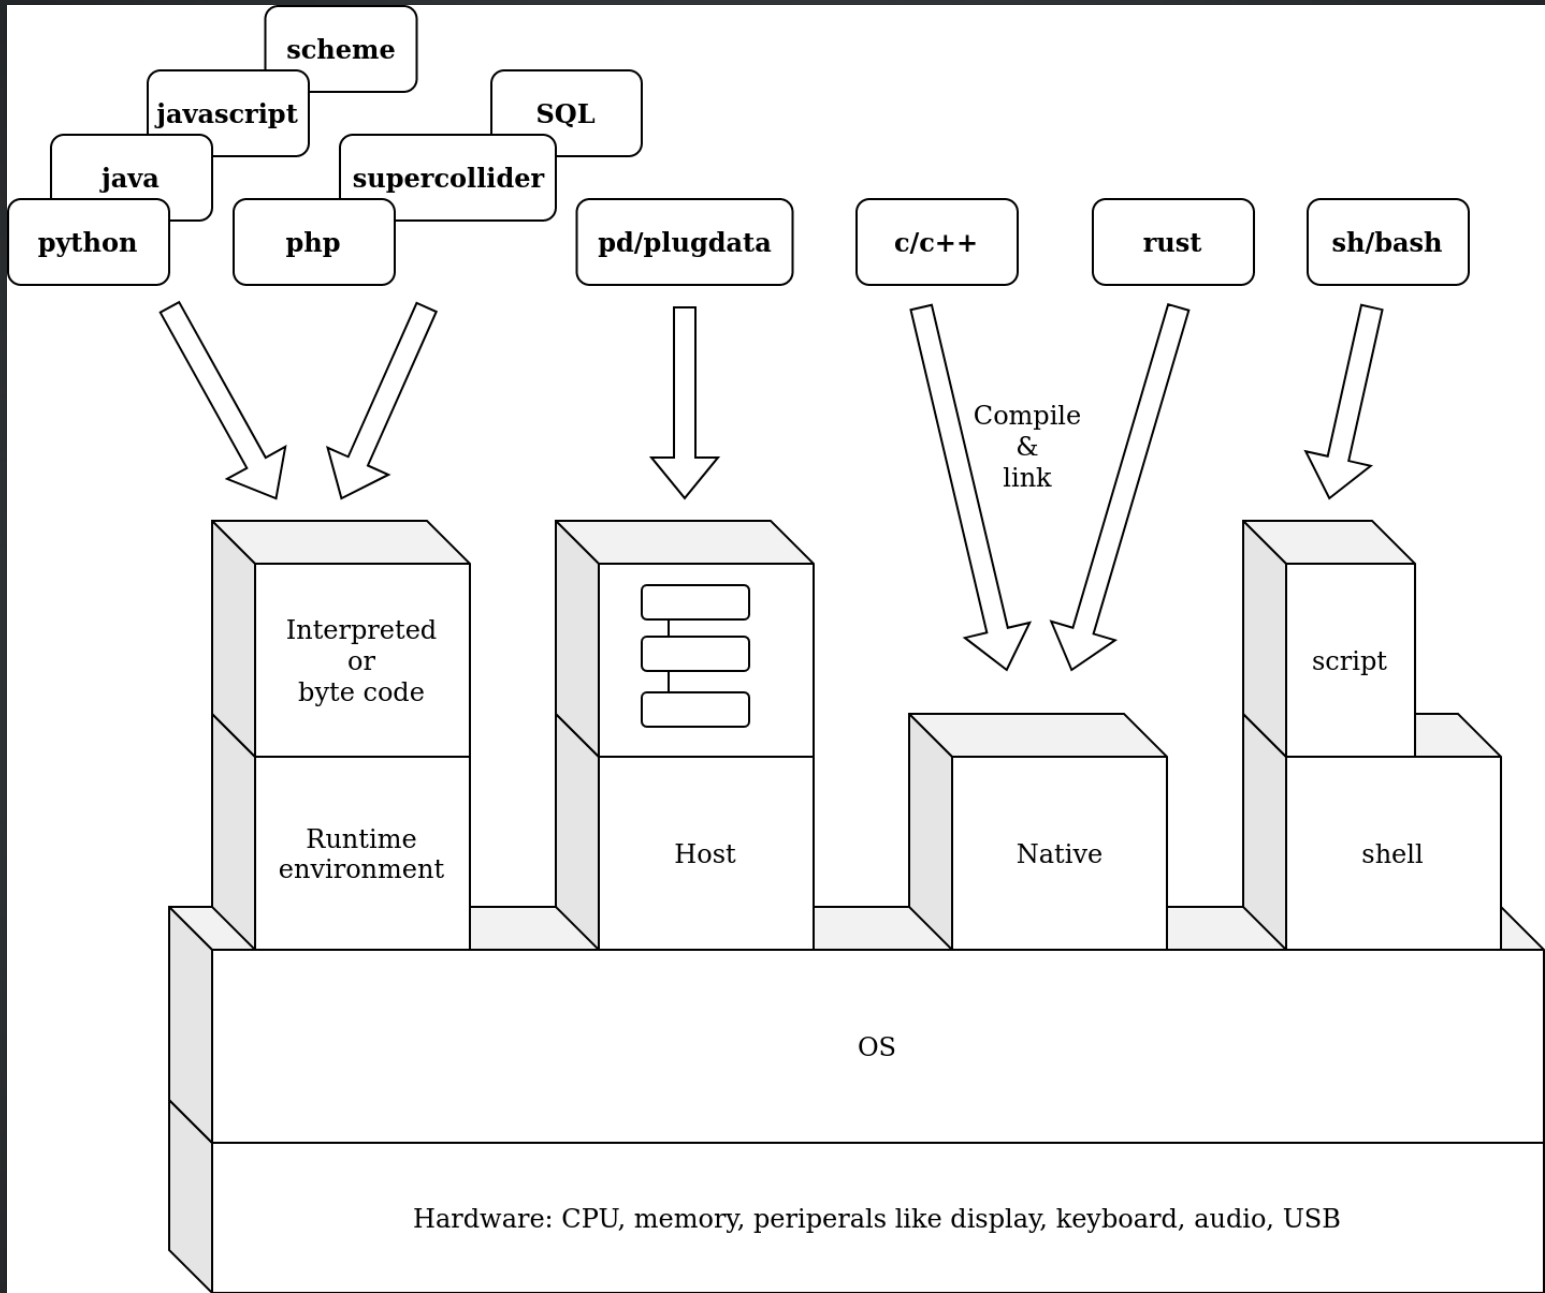 scheme
javascript
SQL
java
supercollider
python
php
pd/plugdata
c/c++
rust
sh/bash
Compile
&
link
Interpreted
or
byte code
script
Runtime
environment
Host
Native
shell
OS
Hardware: CPU, memory, periperals like display, keyboard, audio, USB